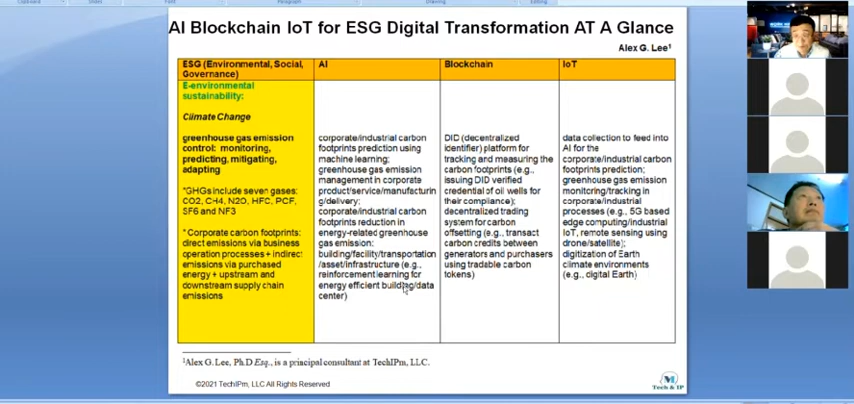 Clipboard
Paragraph
Drawing
Editing
AI Blockchain IoT for ESG Digital Transformation AT A Glance
Alex G. Lee¹
ESG (Environmental, Social,
Governance)
AI
Blockchain
IoT
E-environmental
sustainability:
Climate Change
greenhouse gas emission
control: monitoring,
predicting, mitigating,
adapting
*GHGs include seven gases:
CO2, CH4, N2O, HFC, PCF,
SF6 and NF3
* Corporate carbon footprints:
direct emissions via business
operation processes + indirect
emissions via purchased
energy + upstream and
downstream supply chain
emissions
corporate/industrial carbon
footprints prediction using
machine learning;
greenhouse gas emission
management in corporate
product/service/manufacturin
g/delivery;
corporate/industrial carbon
footprints reduction in
energy-related greenhouse
gas emission:
building/facility/transportation
/asset/infrastructure (e.g.,
reinforcement learning for
energy efficient building/data
center)
DID (decentralized
identifier) platform for
tracking and measuring the
carbon footprints (e.g.,
issuing DID verified
credential of oil wells for
their compliance);
decentralized trading
system for carbon
offsetting (e.g., transact
carbon credits between
generators and purchasers
using tradable carbon
tokens)
data collection to feed into
AI for the
corporate/industrial carbon
footprints prediction;
greenhouse gas emission
monitoring/tracking in
corporate/industrial
processes (e.g., 5G based
edge computing/industrial
IoT, remote sensing using
drone/satellite);
digitization of Earth
climate environments
(e.g., digital Earth)
¹Alex G. Lee, Ph.D Esq., is a principal consultant at TechIPm, LLC.
©2021 TechIPm, LLC All Rights Reserved
Tech & IP